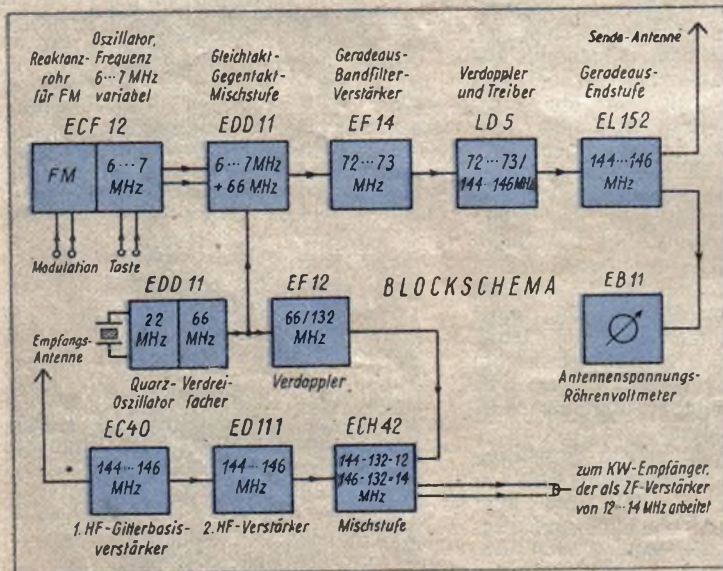 Sende-Antenne
Reaktanz-
rohr
für FM
Oszillator,
Frequenz
6···7 MHz
variabel
Gleichtakt-
Gegentakt-
Mischstufe
Geradeaus-
Bandfilter-
Verstärker
Verdoppler
und Treiber
Geradeaus-
Endstufe
ECF 12
EDD 11
EF 14
LD 5
EL 152
FM
6···7
MHz
6···7MHz
+ 66 MHz
72···73
MHz
72···73/
144··146MHz
144···146
MHz
Modulation
Taste
BLOCKSCHEMA
EDD 11
EF 12
EB 11
22
MHz
66
MHz
66/132
MHz
Empfangs-
Antenne
Quarz-
Oszillator
Verdrei-
facher
Verdoppler
Antennenspannungs-
Röhrenvoltmeter
EC 40
ED 111
ECH 42
144···146
MHz
144···146
MHz
144-132-12
146-132=14
MHz
1. HF-Gitterbasis-
verstärker
2. HF-Verstärker
Mischstufe
zum KW-Empfänger,
der als ZF-Verstärker
von 12···14 MHz arbeitet